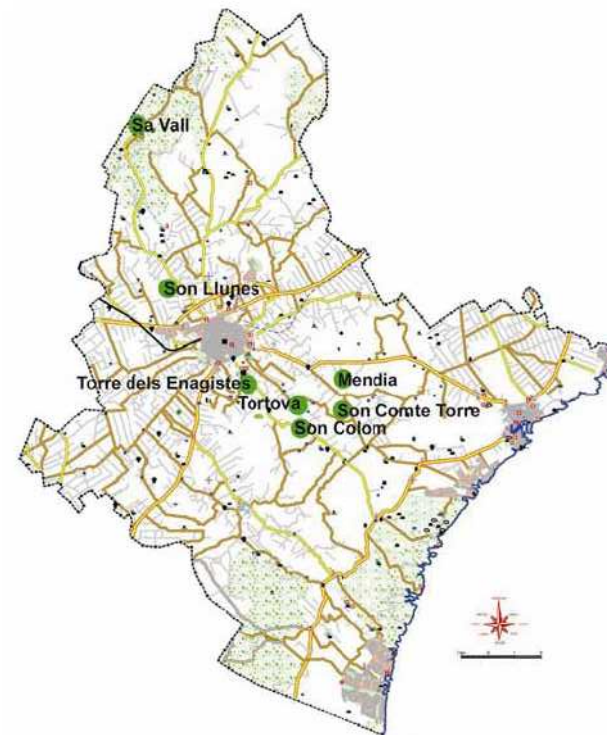 Sa Vall
Son Llunes
Torre dels Enagistes
Mendia
Tortova
Son Comte Torre
Son Colom